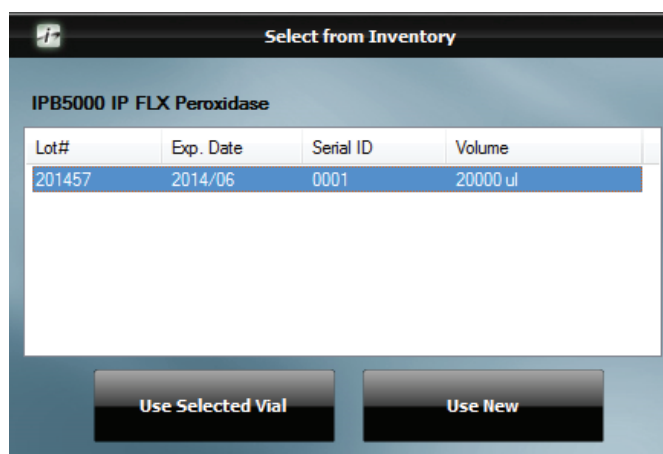 Select from Inventory
IPB5000 IP FLX Peroxidase
Lot# Exp. Date Serial ID Volume
201457 2014/06 0001 20000 ul
Use Selected Vial Use New